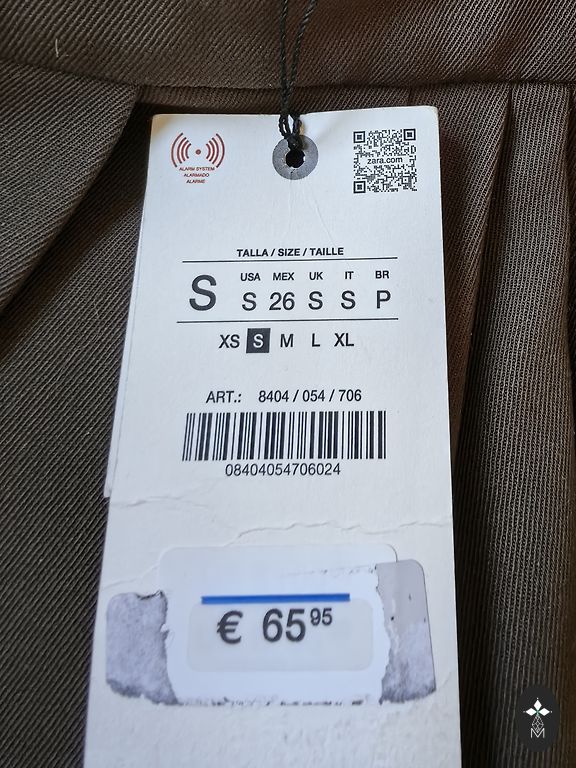 ALARM SYSTEM
ALARMADO
ALARME
zara.com
TALLA / SIZE / TAILLE
USA MEX UK IT BR
S S 26 S S P
XS S M L XL
ART.: 8404 / 054 / 706
08404054706024
€ 65 95
M